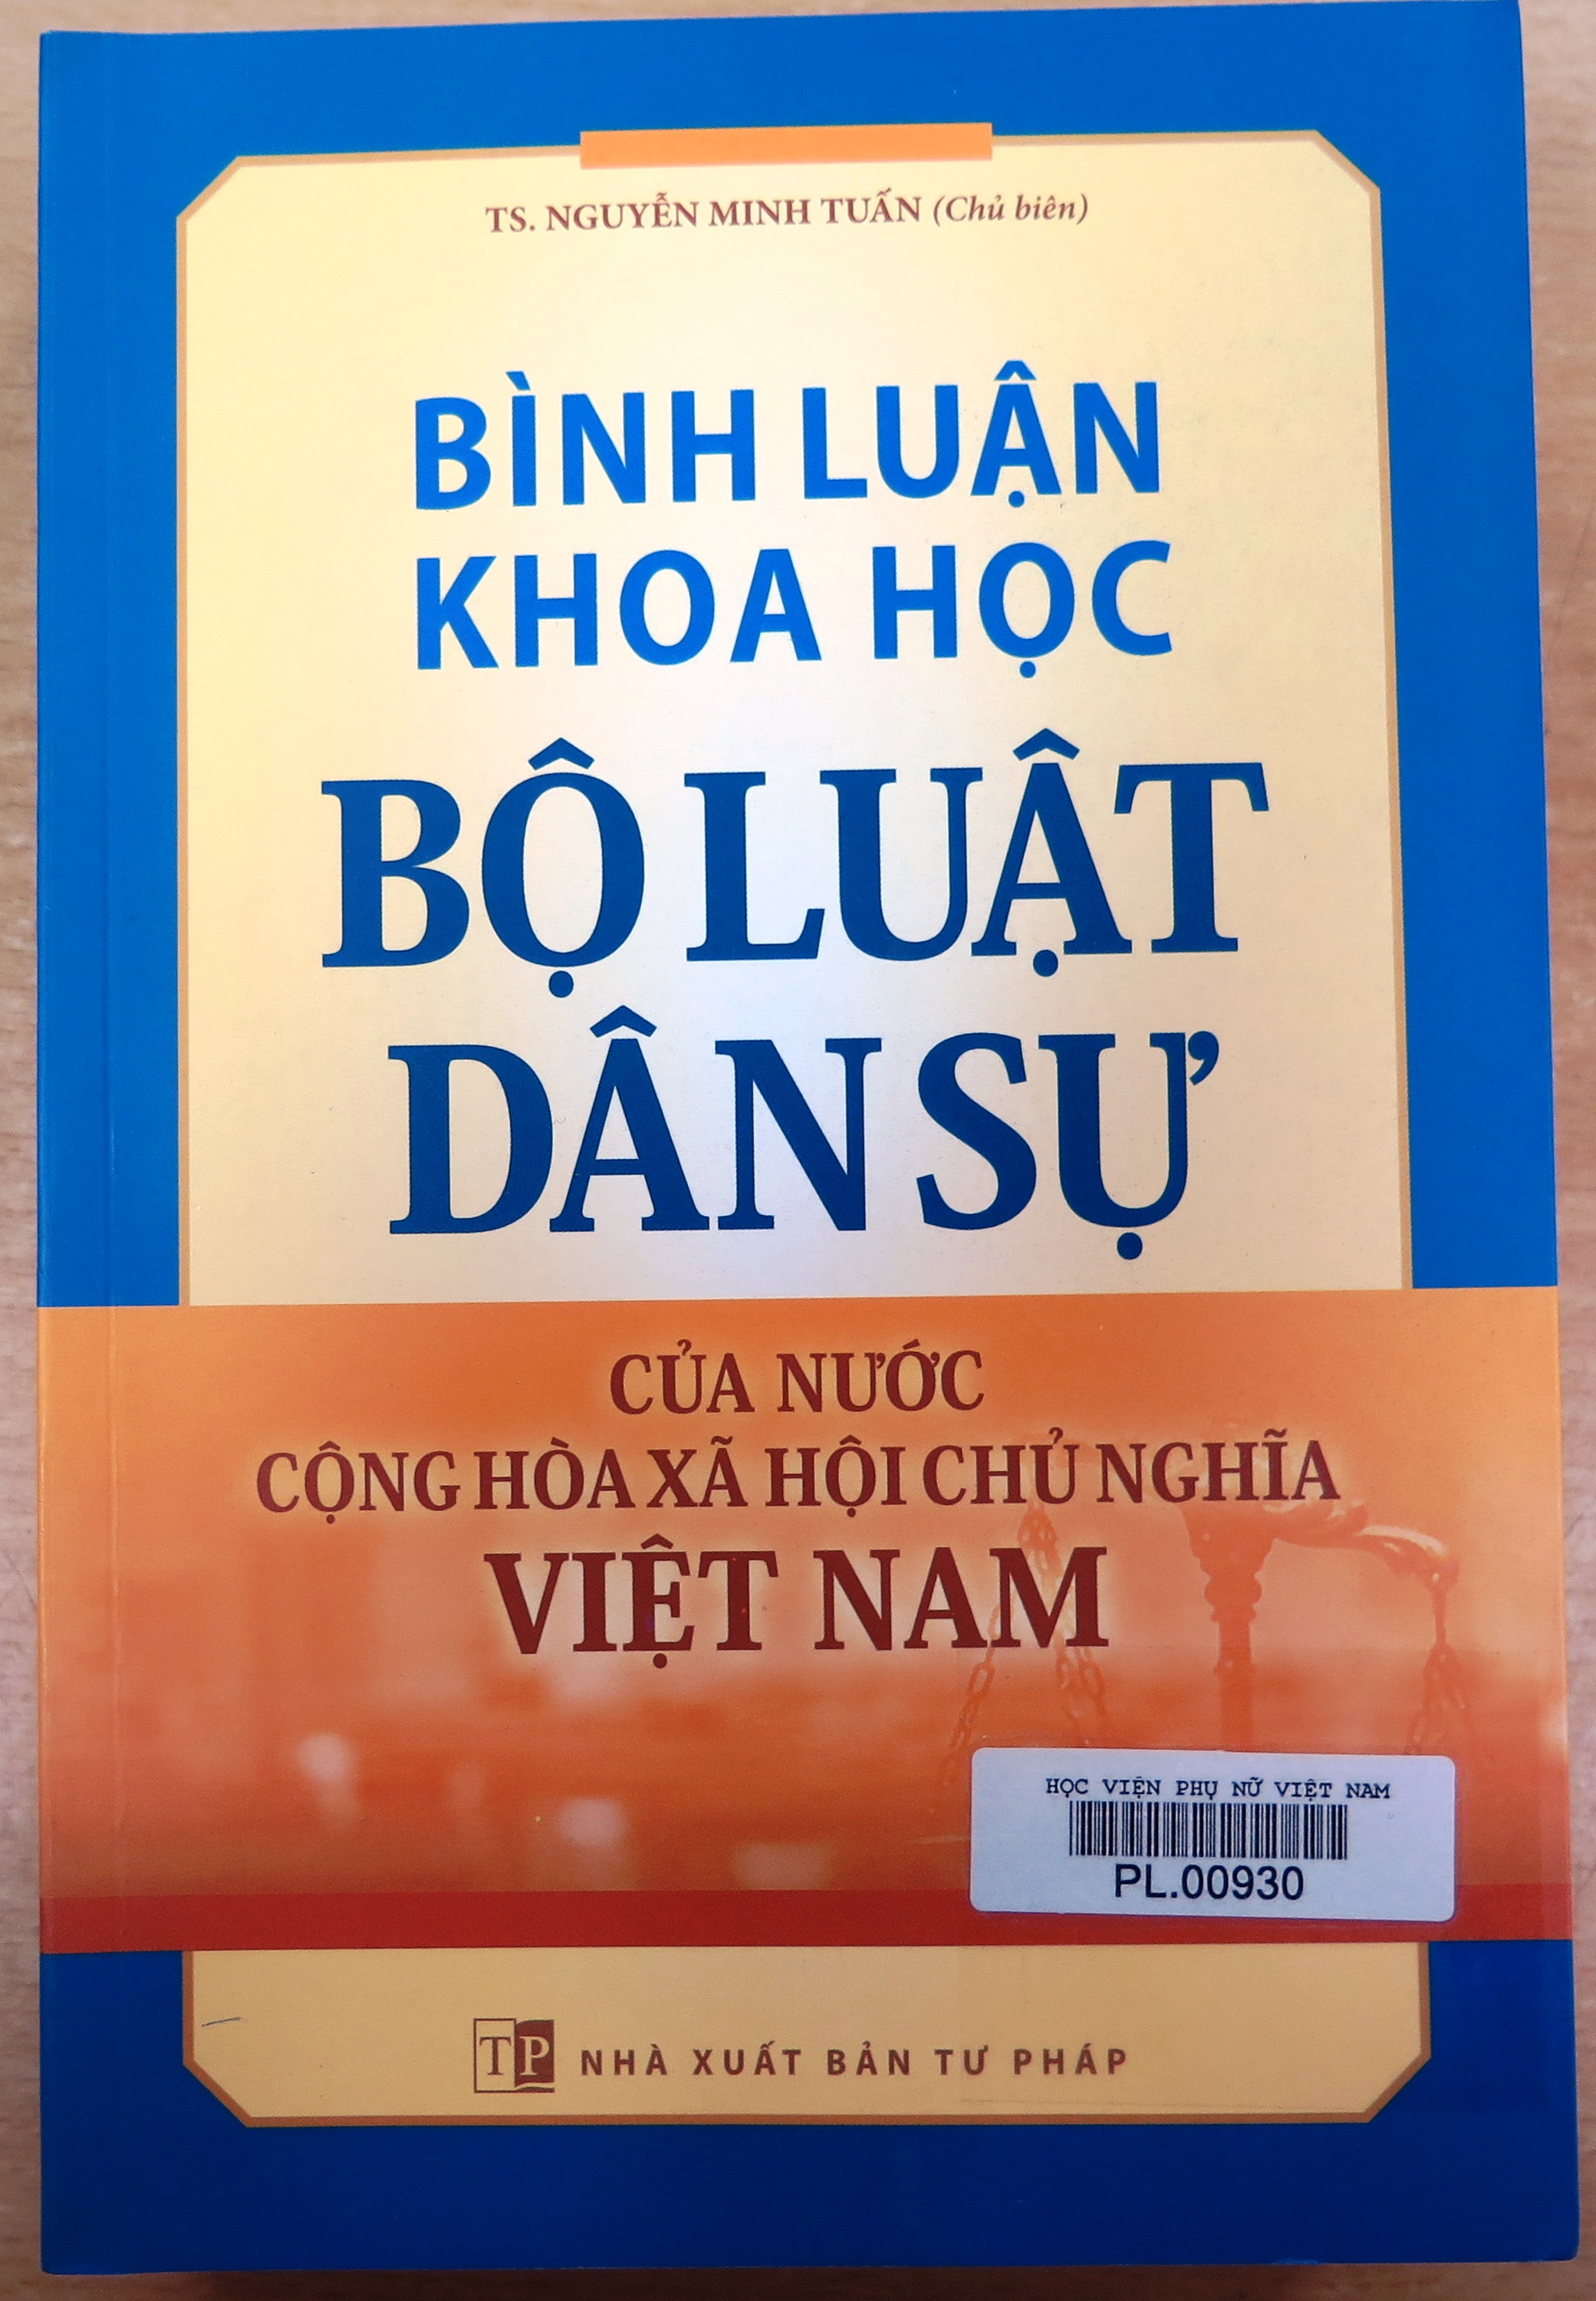 TS. NGUYỄN MINH TUẤN (Chủ biên)
BÌNH LUẬN
KHOA HỌC
BỘ LUẬT
DÂN SỰ
CỦA NƯỚC
CỘNG HÒA XÃ HỘI CHỦ NGHĨA
VIỆT NAM
HỌC VIỆN PHỤ NỮ VIỆT NAM
PL.00930
TP NHÀ XUẤT BẢN TƯ PHÁP